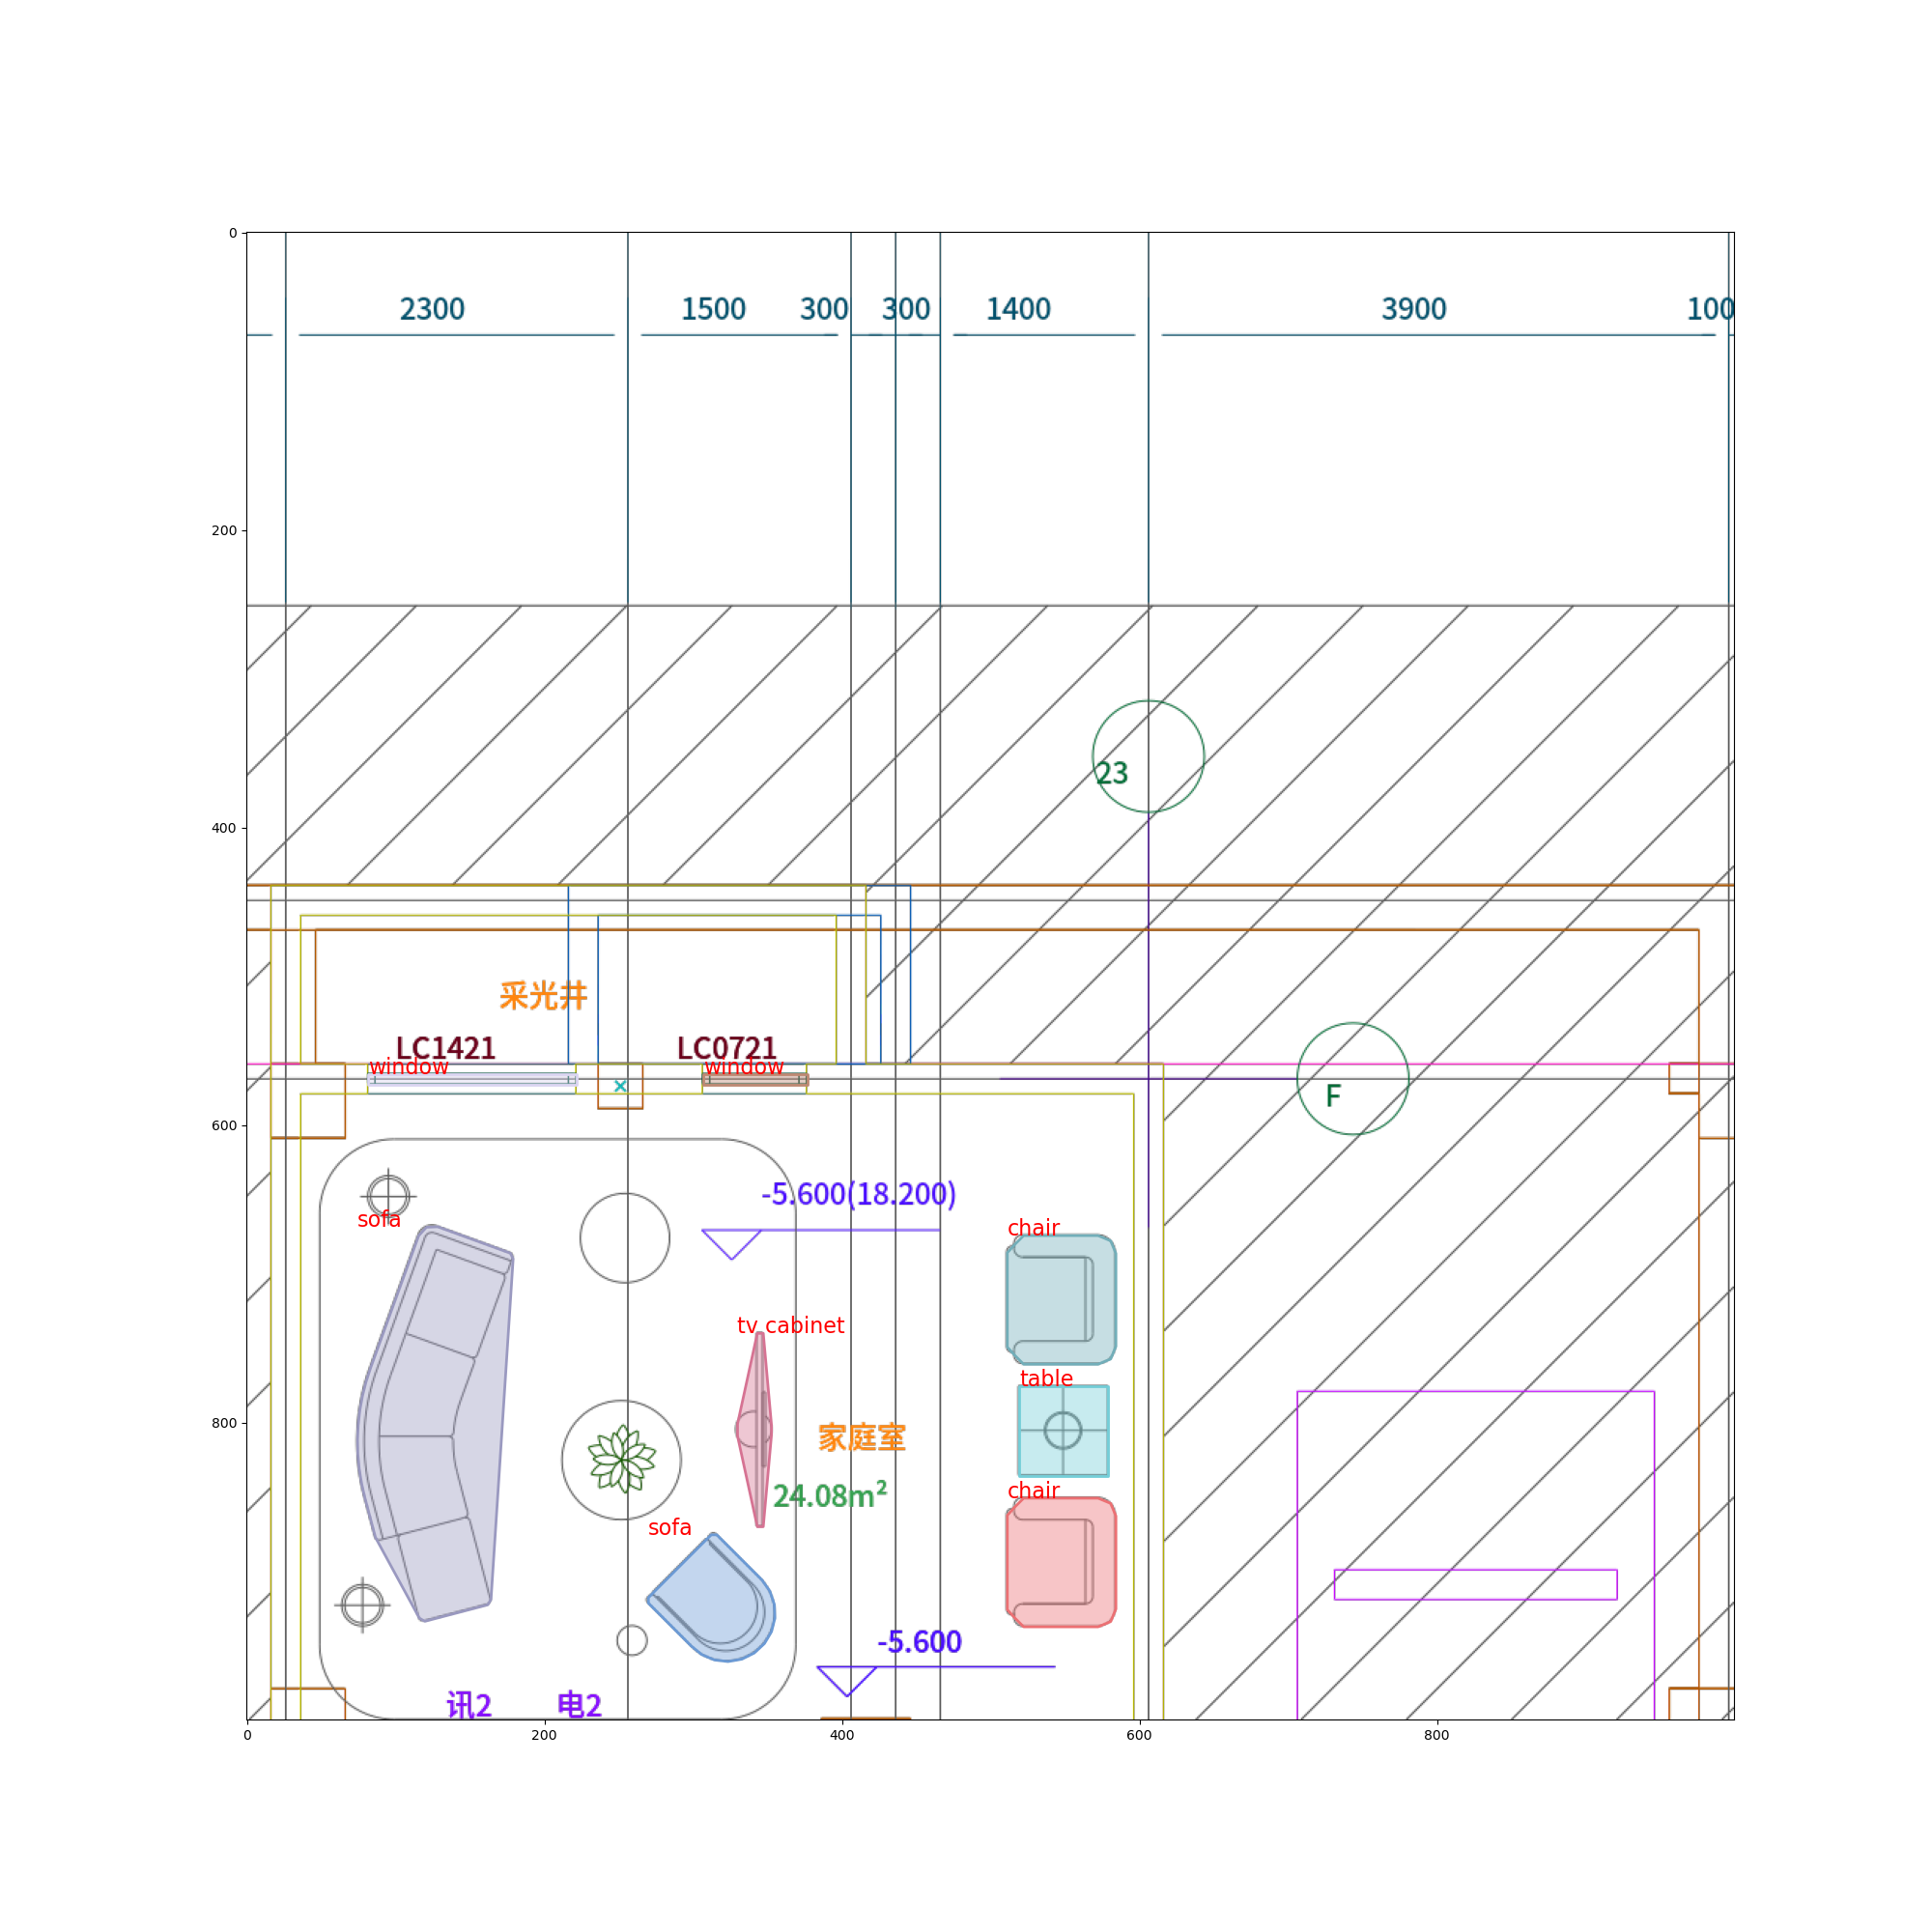 0
2300
1500
300
300
1400
3900
100
200
23
400
采光井
LC1421
LC0721
window
window
F
600
-5.600(18.200)
sofa
chair
tv cabinet
table
800
家庭室
24.08m²
chair
sofa
-5.600
讯2
电2
0
200
400
600
800